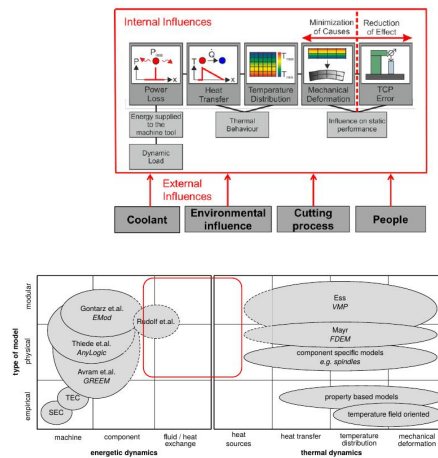 Internal Influences
Minimization
of Causes
Reduction
of Effect
Power
Loss
Heat
Transfer
Temperature
Distribution
Mechanical
Deformation
TCP
Error
Energy supplied
to the
machine tool
Thermal
Behaviour
Influence on static
perfomance
Dynamic
Load
External
Influences
Coolant
Environmental
influence
Cutting
process
People
type of model
modular
physical
empirical
Gontarz et.al.
EMod
Rudolf et.al.
Thiede et.al.
AnyLogic
Avram et.al.
GREEM
TEC
SEC
Ess
VMP
Mayr
FDEM
component specific models
e.g. spindles
property based models
temperature field oriented
machine
component
fluid / heat
exchange
heat
sources
heat transfer
temperature
distribution
mechanical
deformation
energetic dynamics
thermal dynamics